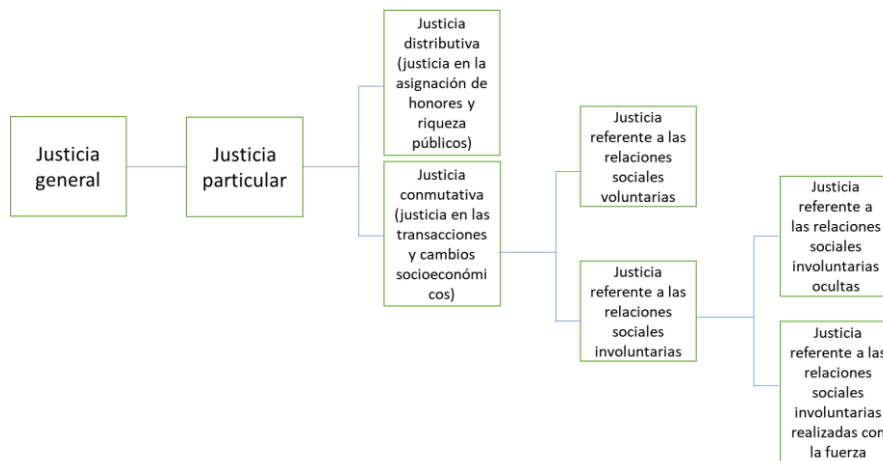 Justicia
general
Justicia
particular
Justicia
distributiva
(justicia en la
asignación de
honores y
riqueza
públicos)
Justicia
conmutativa
(justicia en las
transacciones
y cambios
socioeconómi
cos)
Justicia
referente a las
relaciones
sociales
voluntarias
Justicia
referente a las
relaciones
sociales
involuntarias
Justicia
referente a
las relaciones
sociales
involuntarias
ocultas
Justicia
referente a las
relaciones
sociales
involuntarias
realizadas con
la fuerza